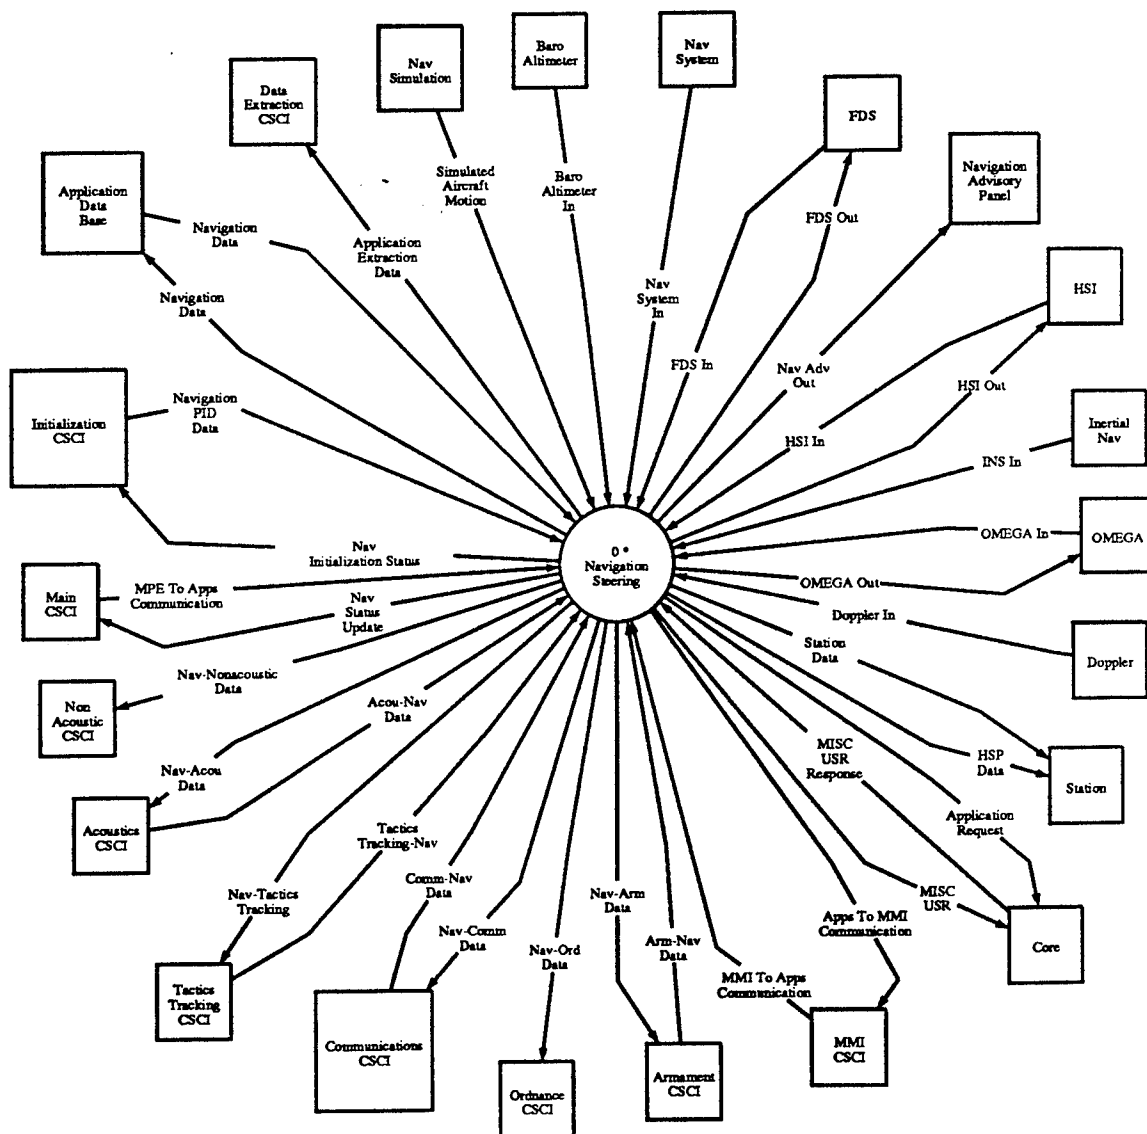 Nav
Simulation
Baro
Altimeter
Nav
System
Data
Extraction
CSCI
FDS
Application
Data
Base
Navigation
Advisory
Panel
Simulated
Aircraft
Motion
Baro
Altimeter
In
Navigation
Data
Application
Extraction
Data
FDS Out
Navigation
Data
Nav
System
In
HSI
Initialization
CSCI
Navigation
PID
Data
FDS In
Nav Adv
Out
HSI Out
HSI In
Inertial
Nav
INS In
Nav
Initialization Status
0 *
Navigation
Steering
OMEGA In
OMEGA
OMEGA Out
Main
CSCI
MPE To Apps
Communication
Nav
Status
Update
Doppler In
Station
Data
Doppler
Nav-Nonacoustic
Data
Non
Acoustic
CSCI
Acou-Nav
Data
MISC
USR
Response
HSP
Data
Station
Nav-Acou
Data
Acoustics
CSCI
Tactics
Tracking-Nav
Application
Request
Nav-Tactics
Tracking
Comm-Nav
Data
Nav-Arm
Data
MISC
USR
Nav-Comm
Data
Nav-Ord
Data
Arm-Nav
Data
Apps To MMI
Communication
Core
MMI To Apps
Communication
Tactics
Tracking
CSCI
Communications
CSCI
MMI
CSCI
Ordnance
CSCI
Armament
CSCI